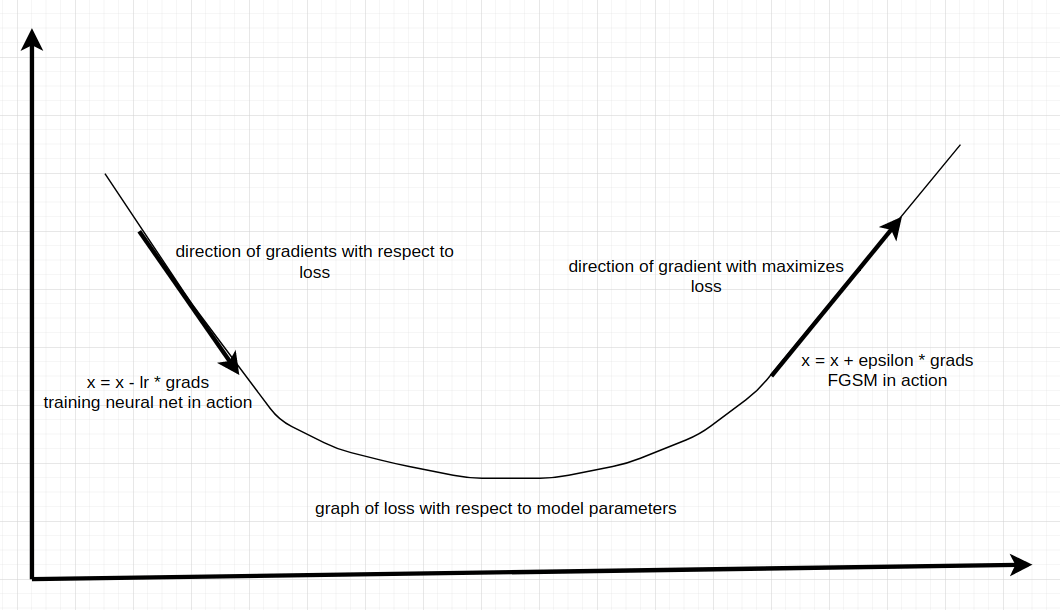 direction of gradients with respect to
loss
x = x - lr * grads
training neural net in action
direction of gradient with maximizes
loss
x = x + epsilon * grads
FGSM in action
graph of loss with respect to model parameters